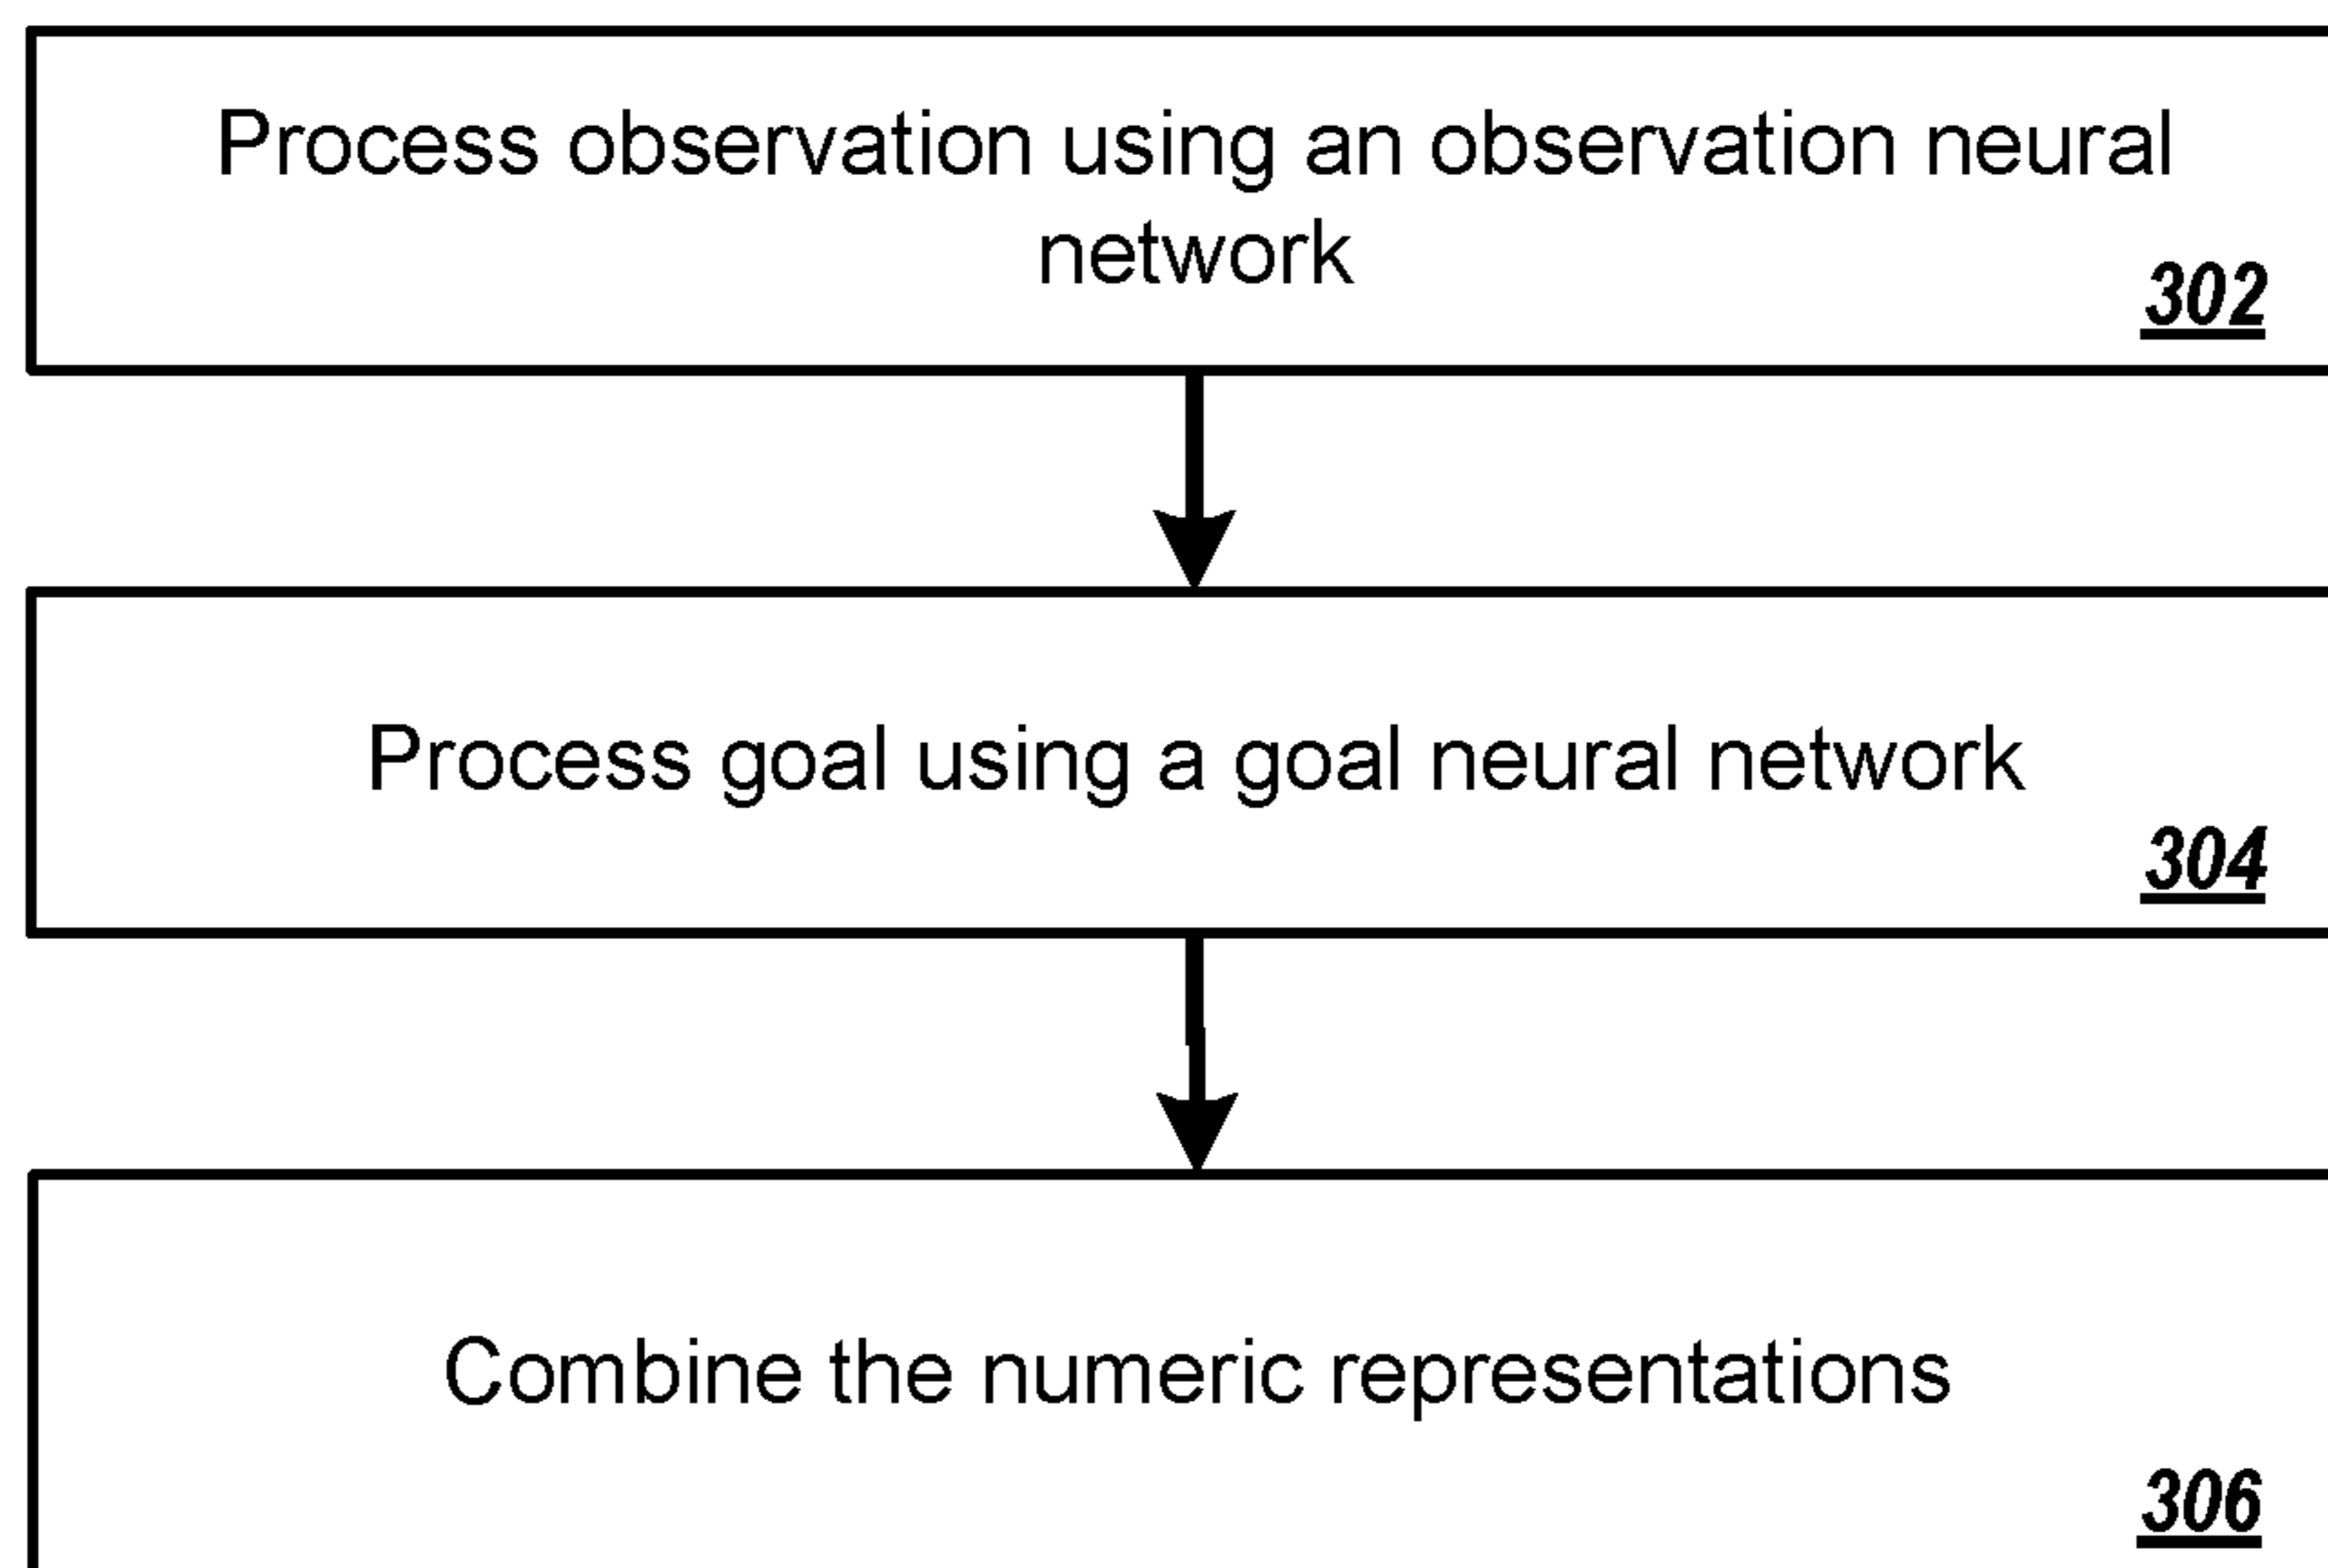 Process observation using an observation neural
network
302
Process goal using a goal neural network
304
Combine the numeric representations
306